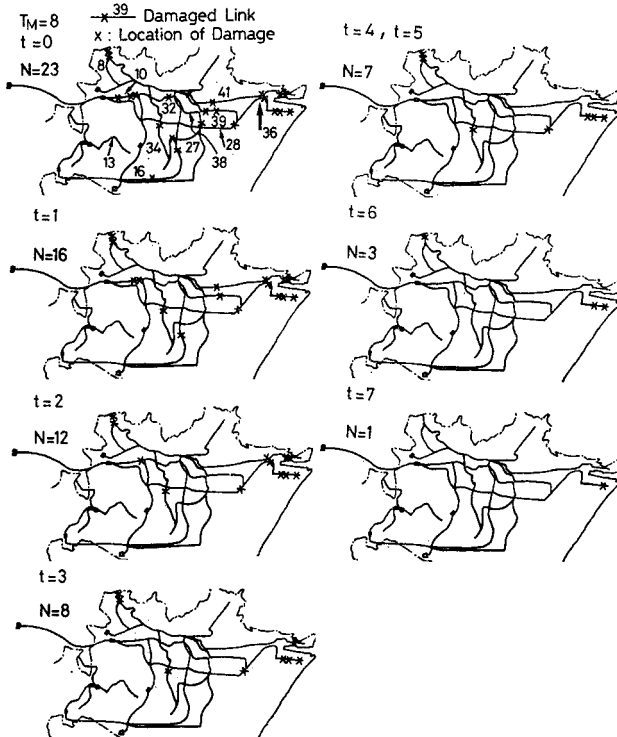 T_M=8 39 Damaged Link
t=0 x : Location of Damage
N=23
8
10
41
32
39
36
34
27
28
38
13
16
t=1
N=16
t=2
N=12
t=3
N=8
t=4, t=5
N=7
t=6
N=3
t=7
N=1